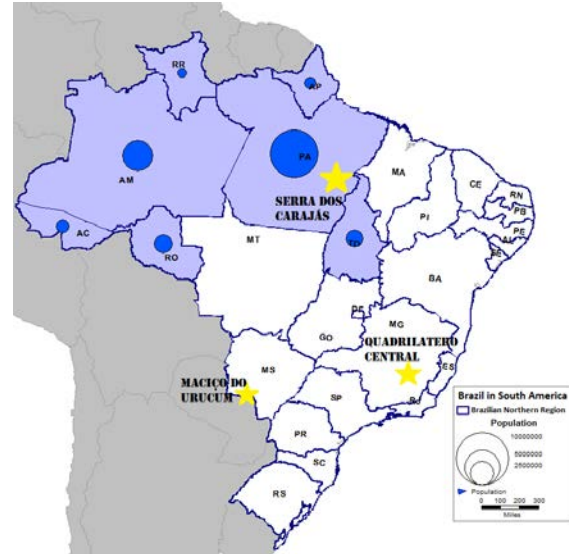 RR
AP
AM
PA
SERRA DOS
CARAJÁS
MA
CE
RN
PB
PE
AL
SE
PI
AC
RO
TO
MT
BA
DF
GO
MG
QUADRILATERO
CENTRAL
ES
MS
MACIÇO DO
URUCUM
SP
RJ
PR
SC
RS
Brazil in South America
Brazilian Northern Region
Population
10000000
5000000
2500000
Population
0 100 200 300
Miles